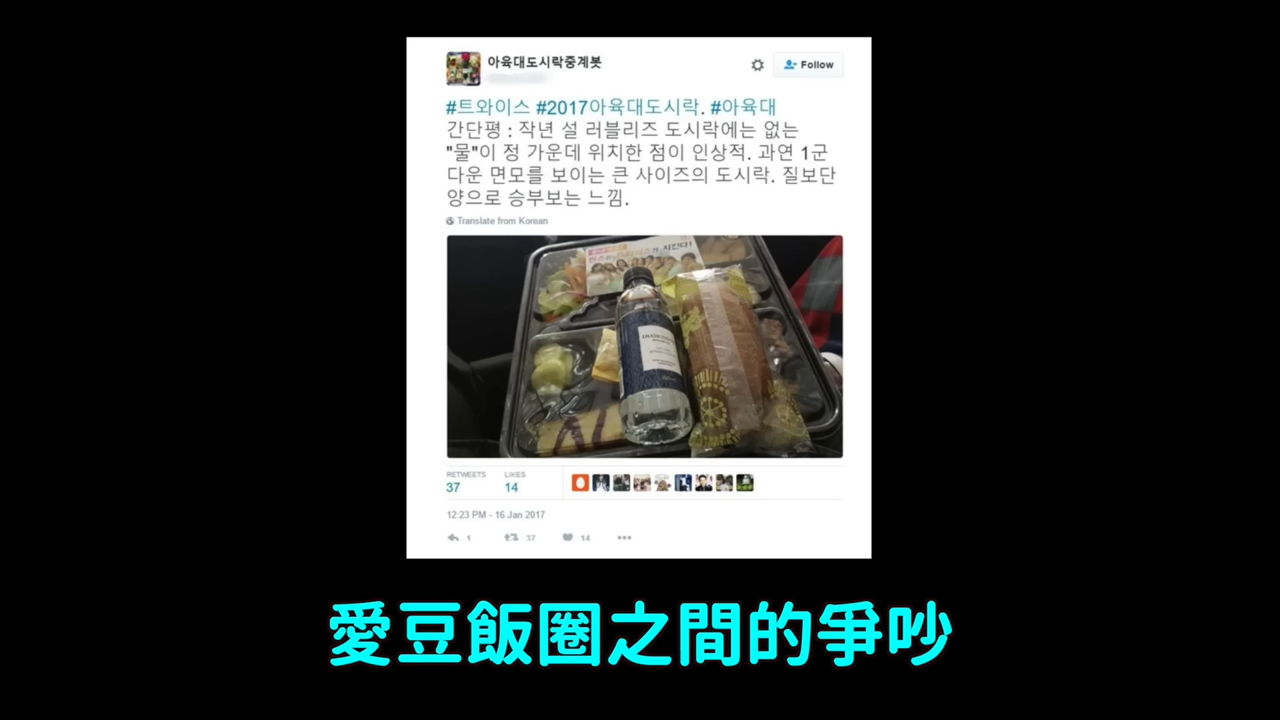 아육대도시락중계봇
Follow
#트와이스 #2017아육대도시락. #아육대
간단평 : 작년 설 러블리즈 도시락에는 없는
"물"이 정 가운데 위치한 점이 인상적. 과연 1군
다운 면모를 보이는 큰 사이즈의 도시락. 질보단
양으로 승부보는 느낌.
Translate from Korean
지킨다!
RETWEETS
LIKES
37
14
12:23 PM - 16 Jan 2017
1
37
14
愛豆飯圈之間的爭吵